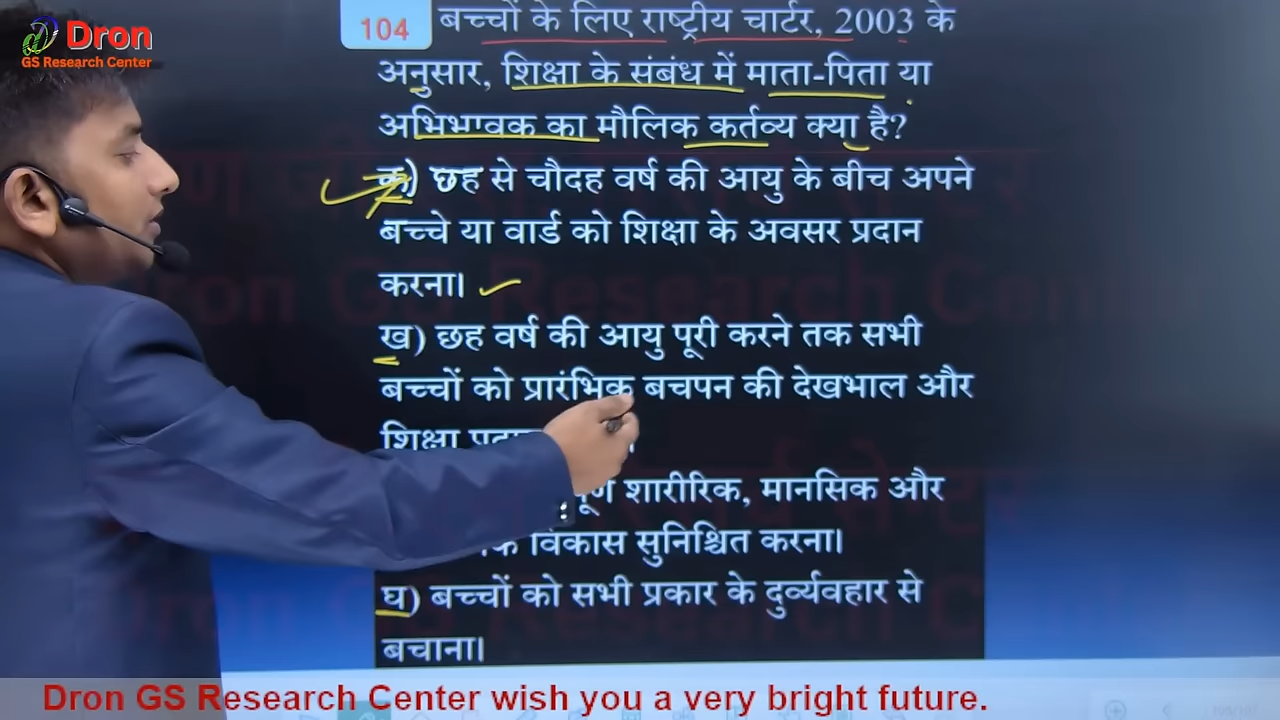 Dron
GS Research Center
104
बच्चों के लिए राष्ट्रीय चार्टर, 2003 के
अनुसार, शिक्षा के संबंध में माता-पिता या
अभिभावक का मौलिक कर्तव्य क्या है?
क) छह से चौदह वर्ष की आयु के बीच अपने
बच्चे या वार्ड को शिक्षा के अवसर प्रदान
करना।
ख) छह वर्ष की आयु पूरी करने तक सभी
बच्चों को प्रारंभिक बचपन की देखभाल और
शिक्षा
शारीरिक, मानसिक और
विकास सुनिश्चित करना।
घ) बच्चों को सभी प्रकार के दुर्व्यवहार से
बचाना।
Dron GS Research Center wish you a very bright future.